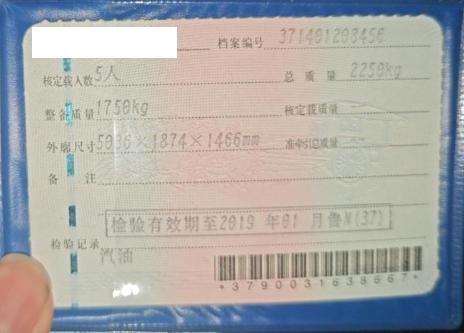 档案编号 371401208456
核定载人数 5人 总质量 2250kg
整备质量 1750kg 核定载质量
外廓尺寸 5036×1874×1466mm 准牵引总质量
备注
检验有效期至2019年01月鲁N(37)
检验记录
汽油
*3790031639667*